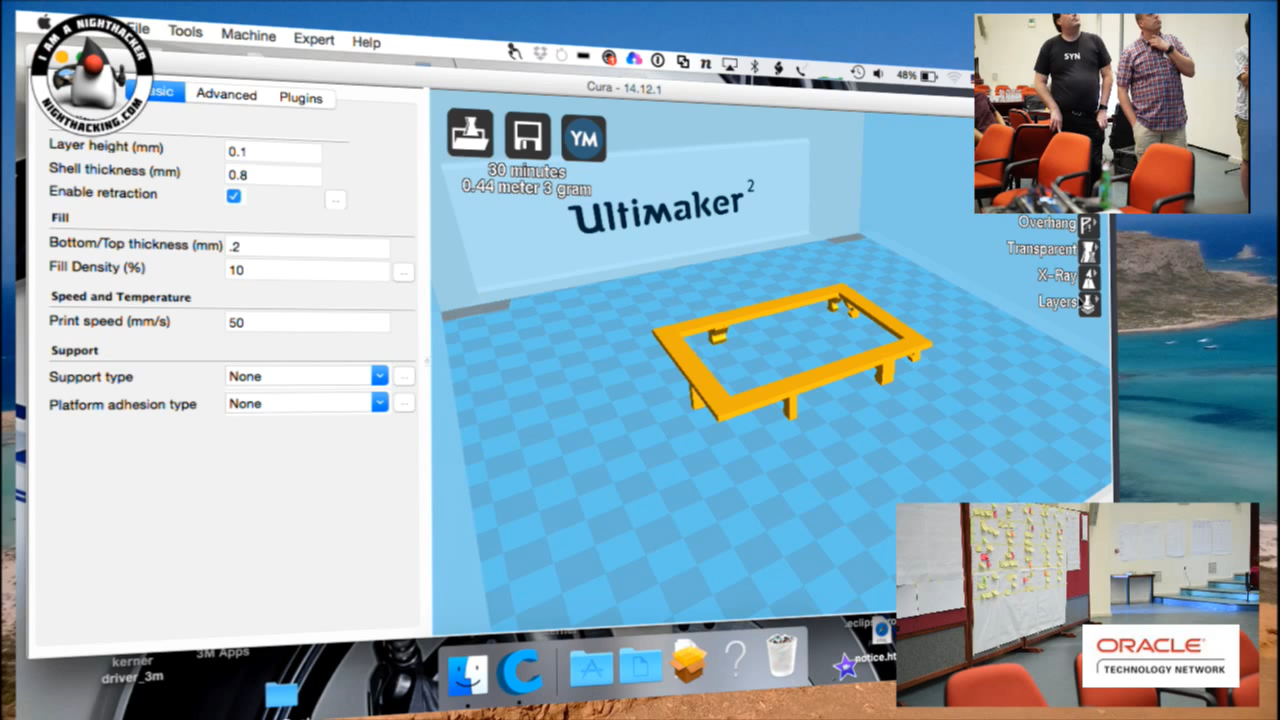 I AM A NIGHTHACKER
NIGHTHACKING.COM
File Tools Machine Expert Help
48%
Cura - 14.12.1
Advanced Plugins
Layer height (mm) 0.1
Shell thickness (mm) 0.8
Enable retraction
...
Fill
Bottom/Top thickness (mm) .2
Fill Density (%) 10
...
Speed and Temperature
Print speed (mm/s) 50
Support
Support type None
...
Platform adhesion type None
...
YM
30 minutes
0.44 meter 3 gram
Ultimaker²
Overhang
Transparent
X-Ray
Layers
SYN
kerner
driver_3m
3M Apps
notice.ht
ORACLE
TECHNOLOGY NETWORK